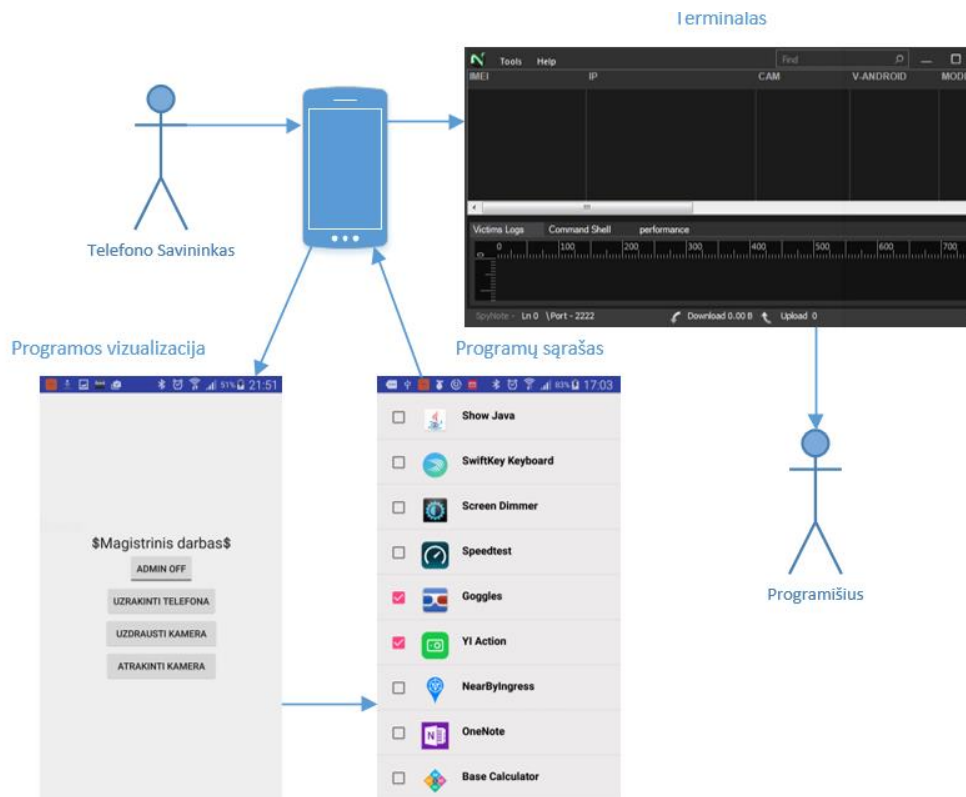 Terminalas
Tools Help Find
IMEI IP CAM V-ANDROID MODE
Victims Logs Command Shell performance
0 100 200 300 400 500 600 700
SpyNote - Ln 0 \Port - 2222 Download 0.00 B Upload 0
Telefono Savininkas
Programos vizualizacija
51% 21:51
$Magistrinis darbas$
ADMIN OFF
UZRAKINTI TELEFONA
UZDRAUSTI KAMERA
ATRAKINTI KAMERA
Programų sąrašas
83% 17:03
Show Java
SwiftKey Keyboard
Screen Dimmer
Speedtest
Goggles
YI Action
NearByIngress
OneNote
Base Calculator
Programišius